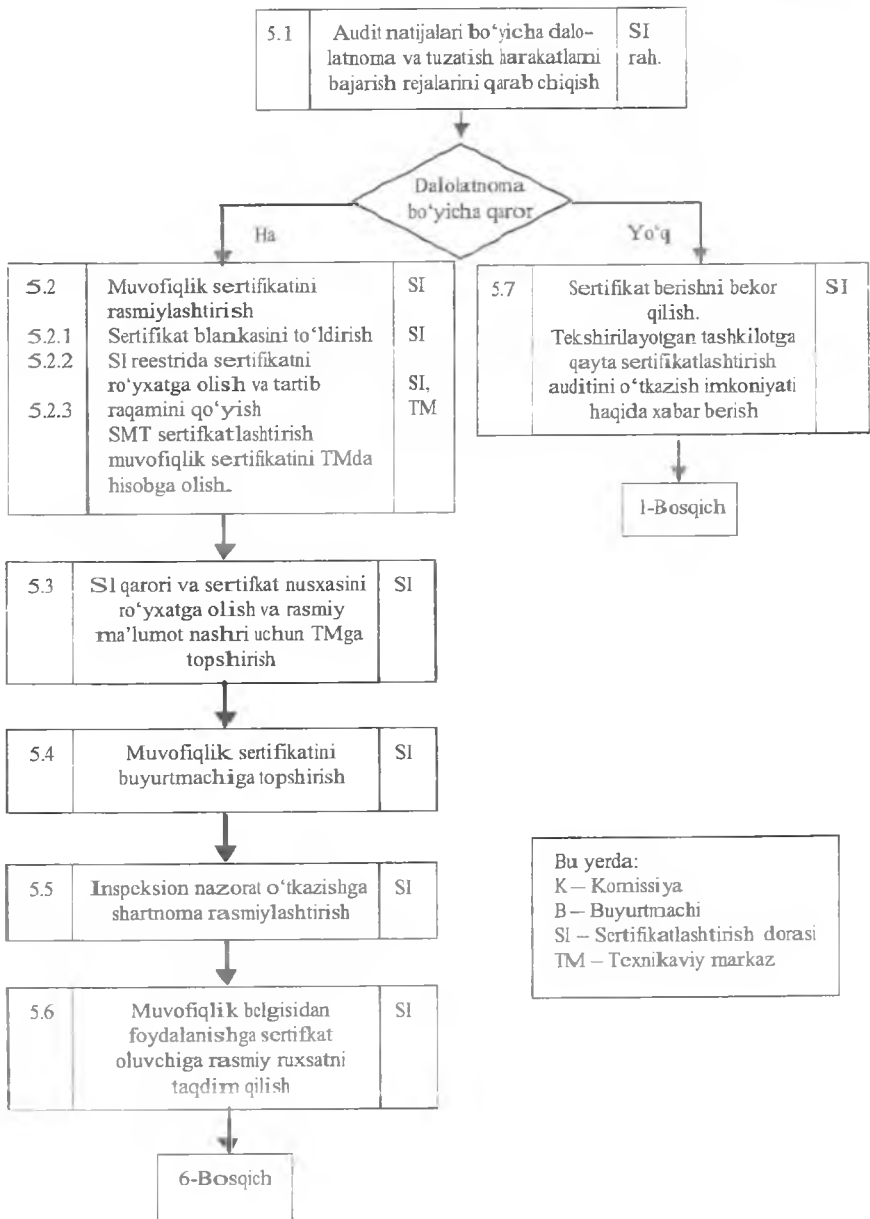 5.1 Audit natijalari bo‘yicha dalo- SI
latnoma va tuzatish harakatlarni rah.
bajarish rejalarini qarab chiqish
Dalolatnoma
bo‘yicha qaror
Ha
Yo‘q
5.2 Muvofiqlik sertifikatini SI
rasmiylashtirish
5.2.1 Sertifikat blankasini to‘ldirish SI
5.2.2 SI reestrida sertifikatni
ro‘yxatga olish va tartib SI,
5.2.3 raqamini qo‘yish TM
SMT sertifkatlashtirish
muvofiqlik sertifikatini TMda
hisobga olish.
5.7 Sertifikat berishni bekor SI
qilish.
Tekshirilayotgan tashkilotga
qayta sertifikatlashtirish
auditini o‘tkazish imkoniyati
haqida xabar berish
1-Bosqich
5.3 SI qarori va sertifkat nusxasini SI
ro‘yxatga olish va rasmiy
ma’lumot nashri uchun TMga
topshirish
5.4 Muvofiqlik sertifikatini SI
buyurtmachiga topshirish
5.5 Inspeksion nazorat o‘tkazishga SI
shartnoma rasmiylashtirish
5.6 Muvofiqlik belgisidan SI
foydalanishga sertifkat
oluvchiga rasmiy ruxsatni
taqdim qilish
6-Bosqich
Bu yerda:
K – Komissiya
B – Buyurtmachi
SI – Sertifikatlashtirish dorasi
TM – Texnikaviy markaz